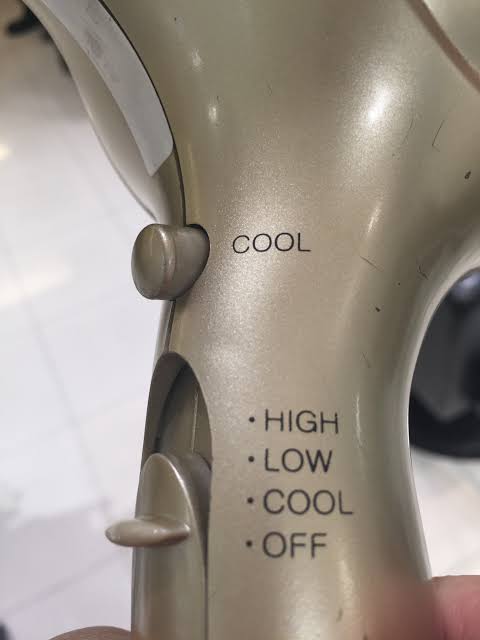 COOL
• HIGH
• LOW
• COOL
• OFF